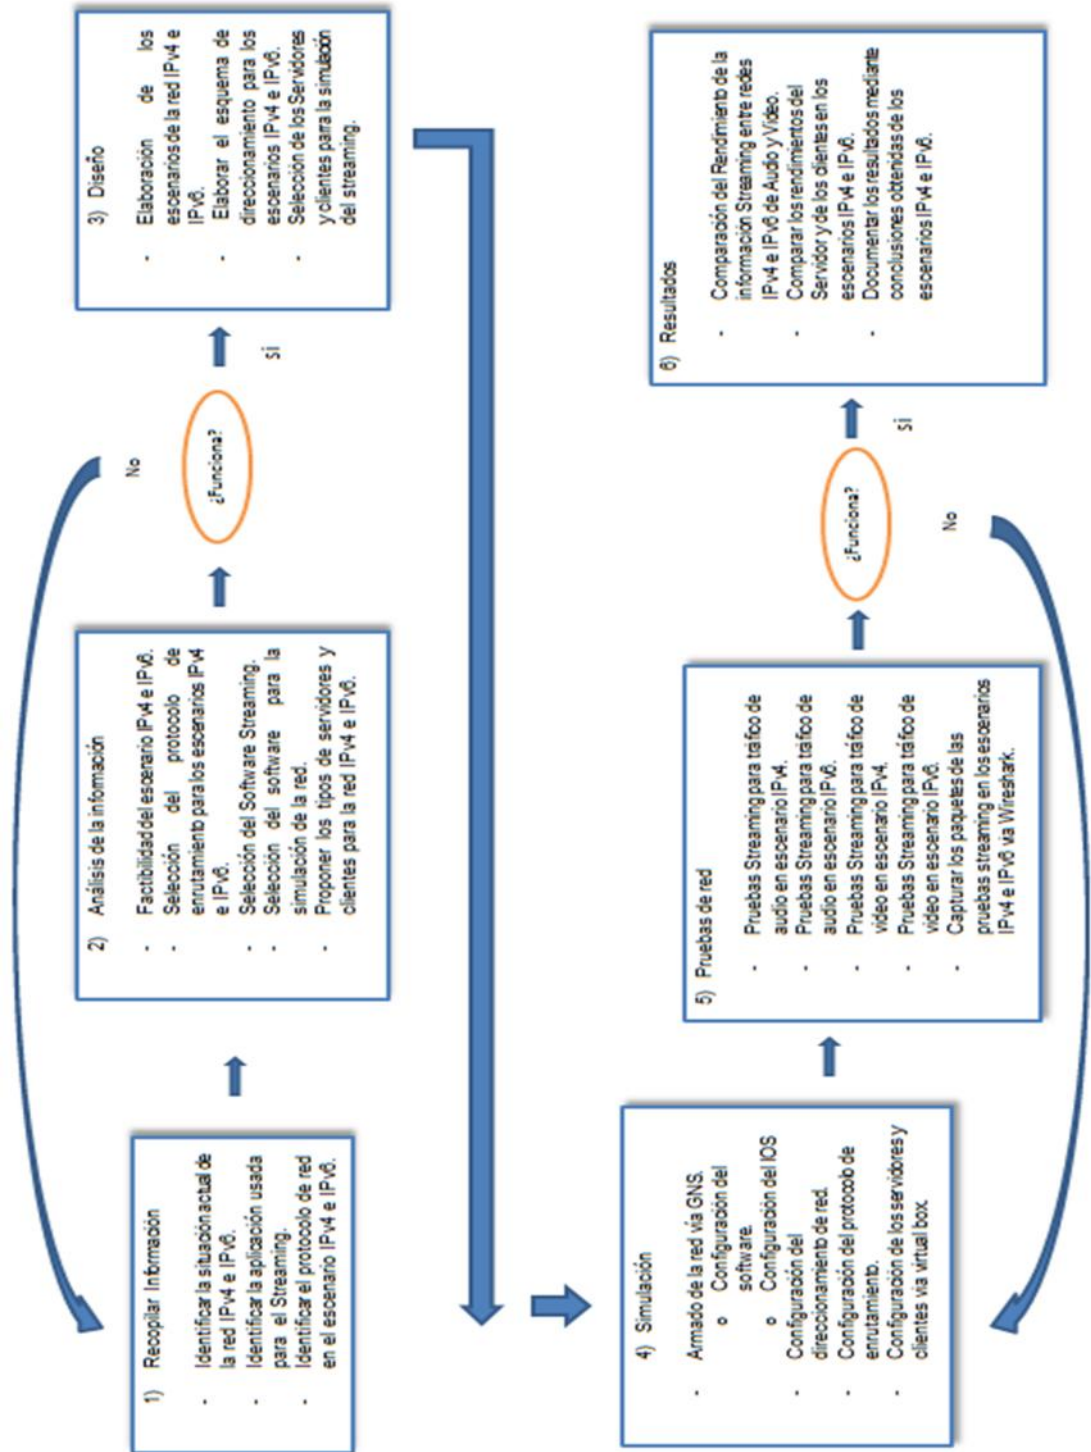 1) Recopilar Información
- Identificar la situación actual de
la red IPv4 e IPv6.
- Identificar la aplicación usada
para el Streaming.
- Identificar el protocolo de red
en el escenario IPv4 e IPv6.
2) Análisis de la información
- Factibilidad del escenario IPv4 e IPv6.
- Selección del protocolo de
enrutamiento para los escenarios IPv4
e IPv6.
- Selección del Software Streaming.
- Selección del software para la
simulación de la red.
- Proponer los tipos de servidores y
clientes para la red IPv4 e IPv6.
¿Funciona?
No
si
3) Diseño
- Elaboración de los
escenarios de la red IPv4 e
IPv6.
- Elaborar el esquema de
direccionamiento para los
escenarios IPv4 e IPv6.
- Selección de los Servidores
y clientes parra la simulación
del streaming.
4) Simulación
- Armado de la red vía GNS.
o Configuración del
software.
o Configuración del IOS
- Configuración del
direccionamiento de red.
- Configuración del protocolo de
enrutamiento.
- Configuración de los servidores y
clientes via virtual box.
5) Pruebas de red
- Pruebas Streaming para tráfico de
audio en escenario IPv4.
- Pruebas Streaming para tráfico de
audio en escenario IPv6.
- Pruebas Streaming para tráfico de
video en escenario IPv4.
- Pruebas Streaming para tráfico de
video en escenario IPv6.
- Capturar los paquetes de las
pruebas streaming en los escenarios
IPv4 e IPv6 via Wireshark.
¿Funciona?
si
No
6) Resultados
- Comparación del Rendimiento de la
información Streaming entre redes
IPv4 e IPv6 de Audio y Video.
- Comparar los rendimientos del
Servidor y de los clientes en los
escenarios IPv4 e IPv6.
- Documentar los resultados mediante
conclusiones obtenidas de los
escenarios IPv4 e IPv6.